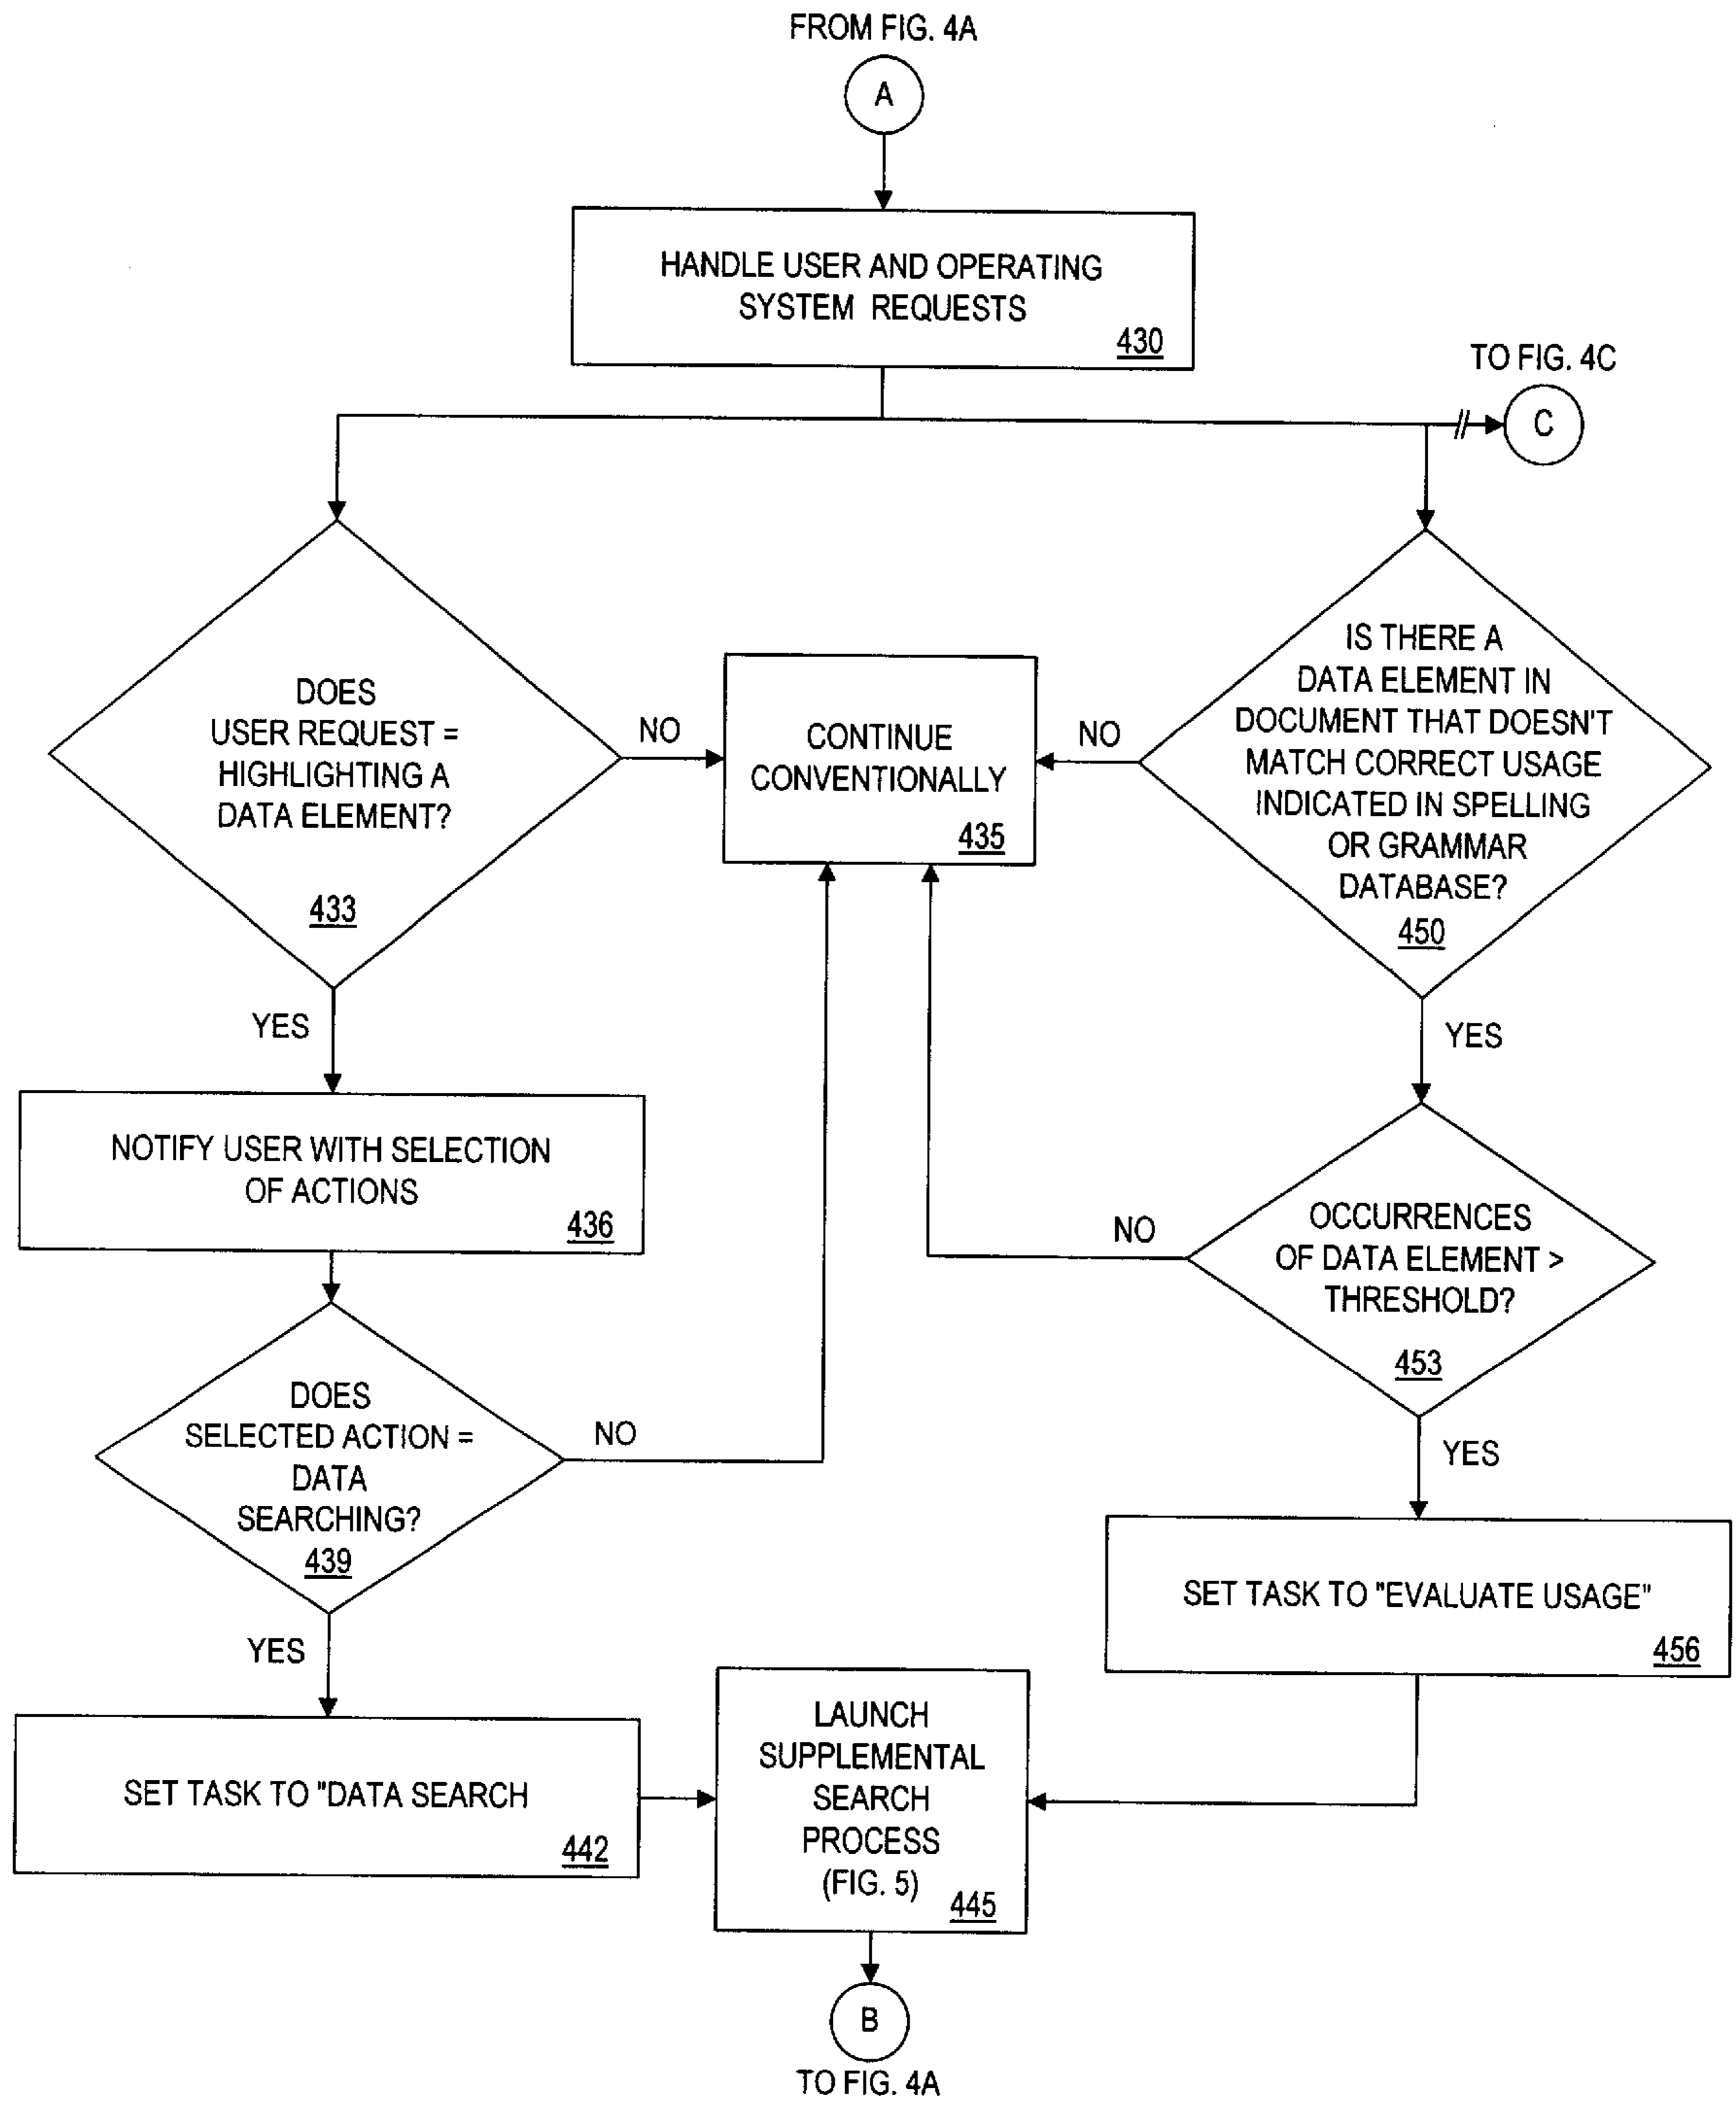 FROM FIG. 4A
A
HANDLE USER AND OPERATING
SYSTEM REQUESTS
430
TO FIG. 4C
C
DOES
USER REQUEST =
HIGHLIGHTING A
DATA ELEMENT?
433
NO
CONTINUE
CONVENTIONALLY
435
NO
IS THERE A
DATA ELEMENT IN
DOCUMENT THAT DOESN'T
MATCH CORRECT USAGE
INDICATED IN SPELLING
OR GRAMMAR
DATABASE?
450
YES
YES
NOTIFY USER WITH SELECTION
OF ACTIONS
436
NO
OCCURRENCES
OF DATA ELEMENT >
THRESHOLD?
453
DOES
SELECTED ACTION =
DATA
SEARCHING?
439
NO
YES
YES
SET TASK TO "EVALUATE USAGE"
456
SET TASK TO "DATA SEARCH
442
LAUNCH
SUPPLEMENTAL
SEARCH
PROCESS
(FIG. 5)
445
B
TO FIG. 4A